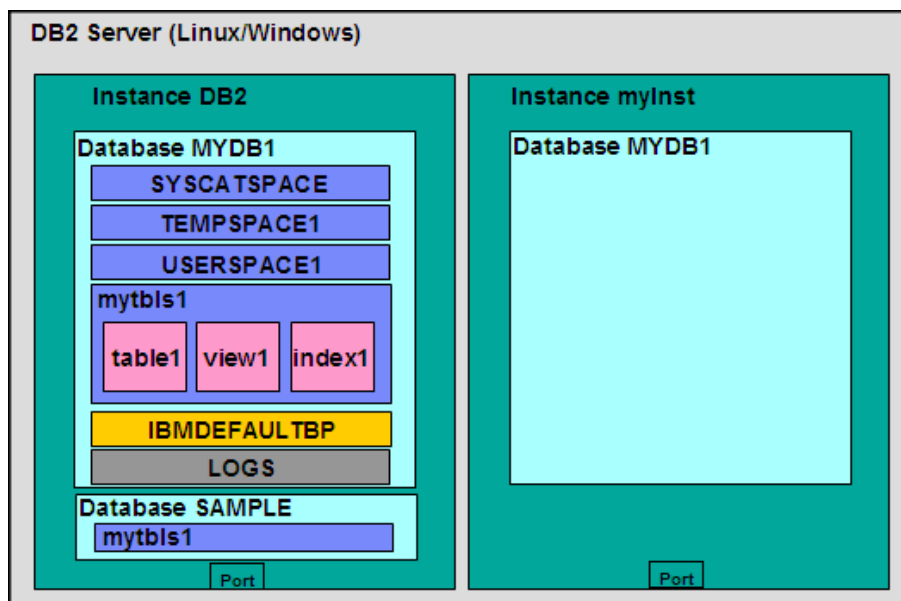 DB2 Server (Linux/Windows)
Instance DB2
Database MYDB1
SYSCATSPACE
TEMPSPACE1
USERSPACE1
mytbls1
table1 view1 index1
IBMDEFAULTBP
LOGS
Database SAMPLE
mytbls1
Port
Instance myInst
Database MYDB1
Port